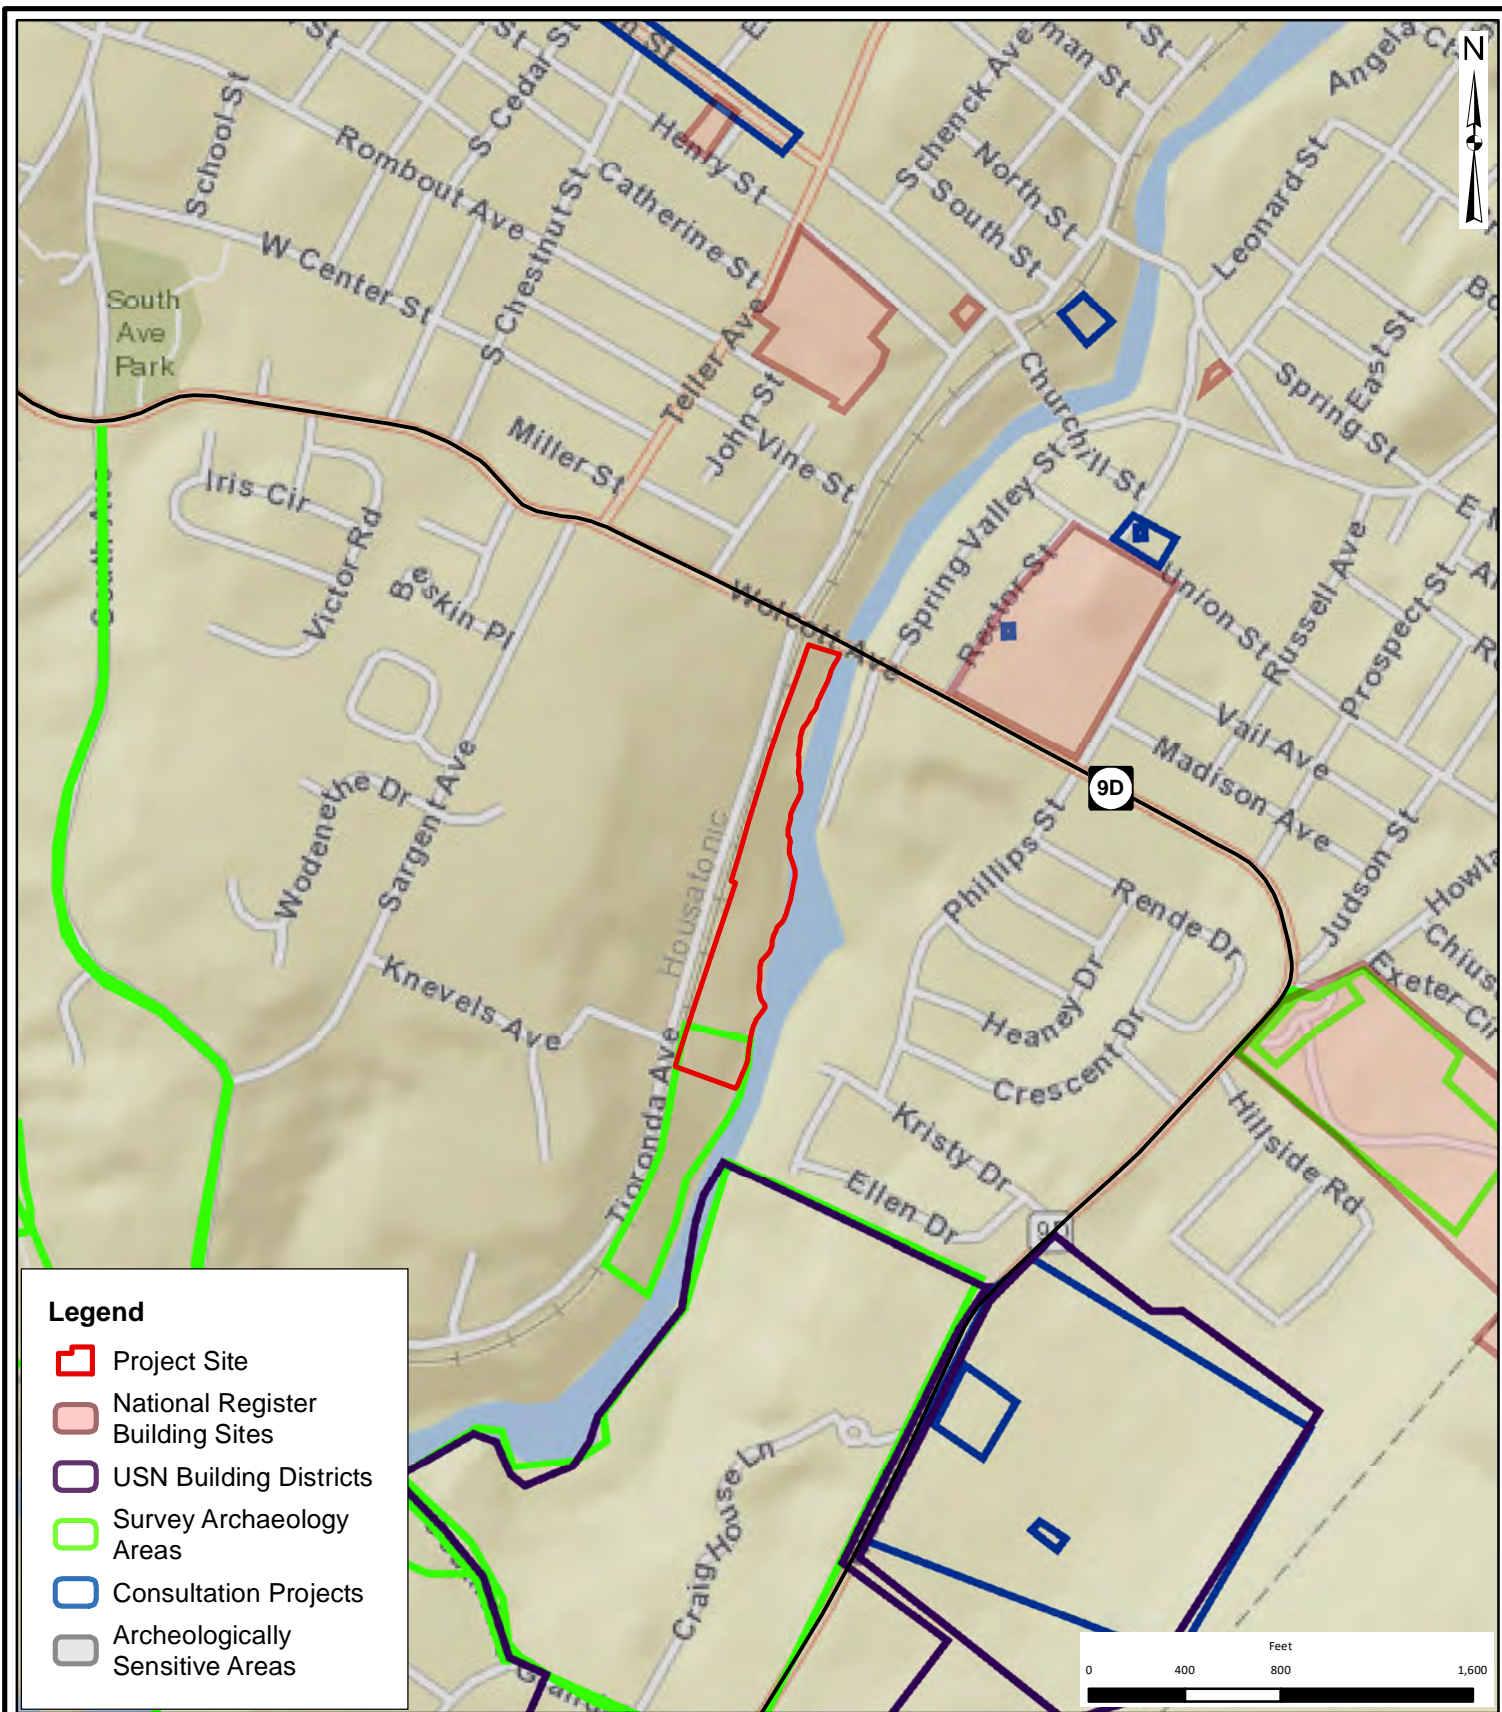 N
School St
S Cedar St
Rombout Ave
Henry St
Schenck Ave
Angela Ct
North St
South St
Leonard St
Catherine St
W Center St
S Chestnut St
South
Ave
Park
Teller Ave
John St
Vine St
Miller St
Churchill St
East St
Spring St
Iris Cir
Victor Rd
Beskin Pl
South Ave
Wolcott Ave
Spring Valley St
Rector St
Union St
Russell Ave
Prospect St
Vail Ave
Madison Ave
9D
Judson St
Phillips St
Rende Dr
Wodenethe Dr
Sargent Ave
Housatonic
Knevels Ave
Heaney Dr
Crescent Dr
Exeter Cir
Tioronda Ave
Kristy Dr
Ellen Dr
Hillside Rd
9D
Craig House Ln
Legend
Project Site
National Register
Building Sites
USN Building Districts
Survey Archaeology
Areas
Consultation Projects
Archeologically
Sensitive Areas
Feet
0 400 800 1,600